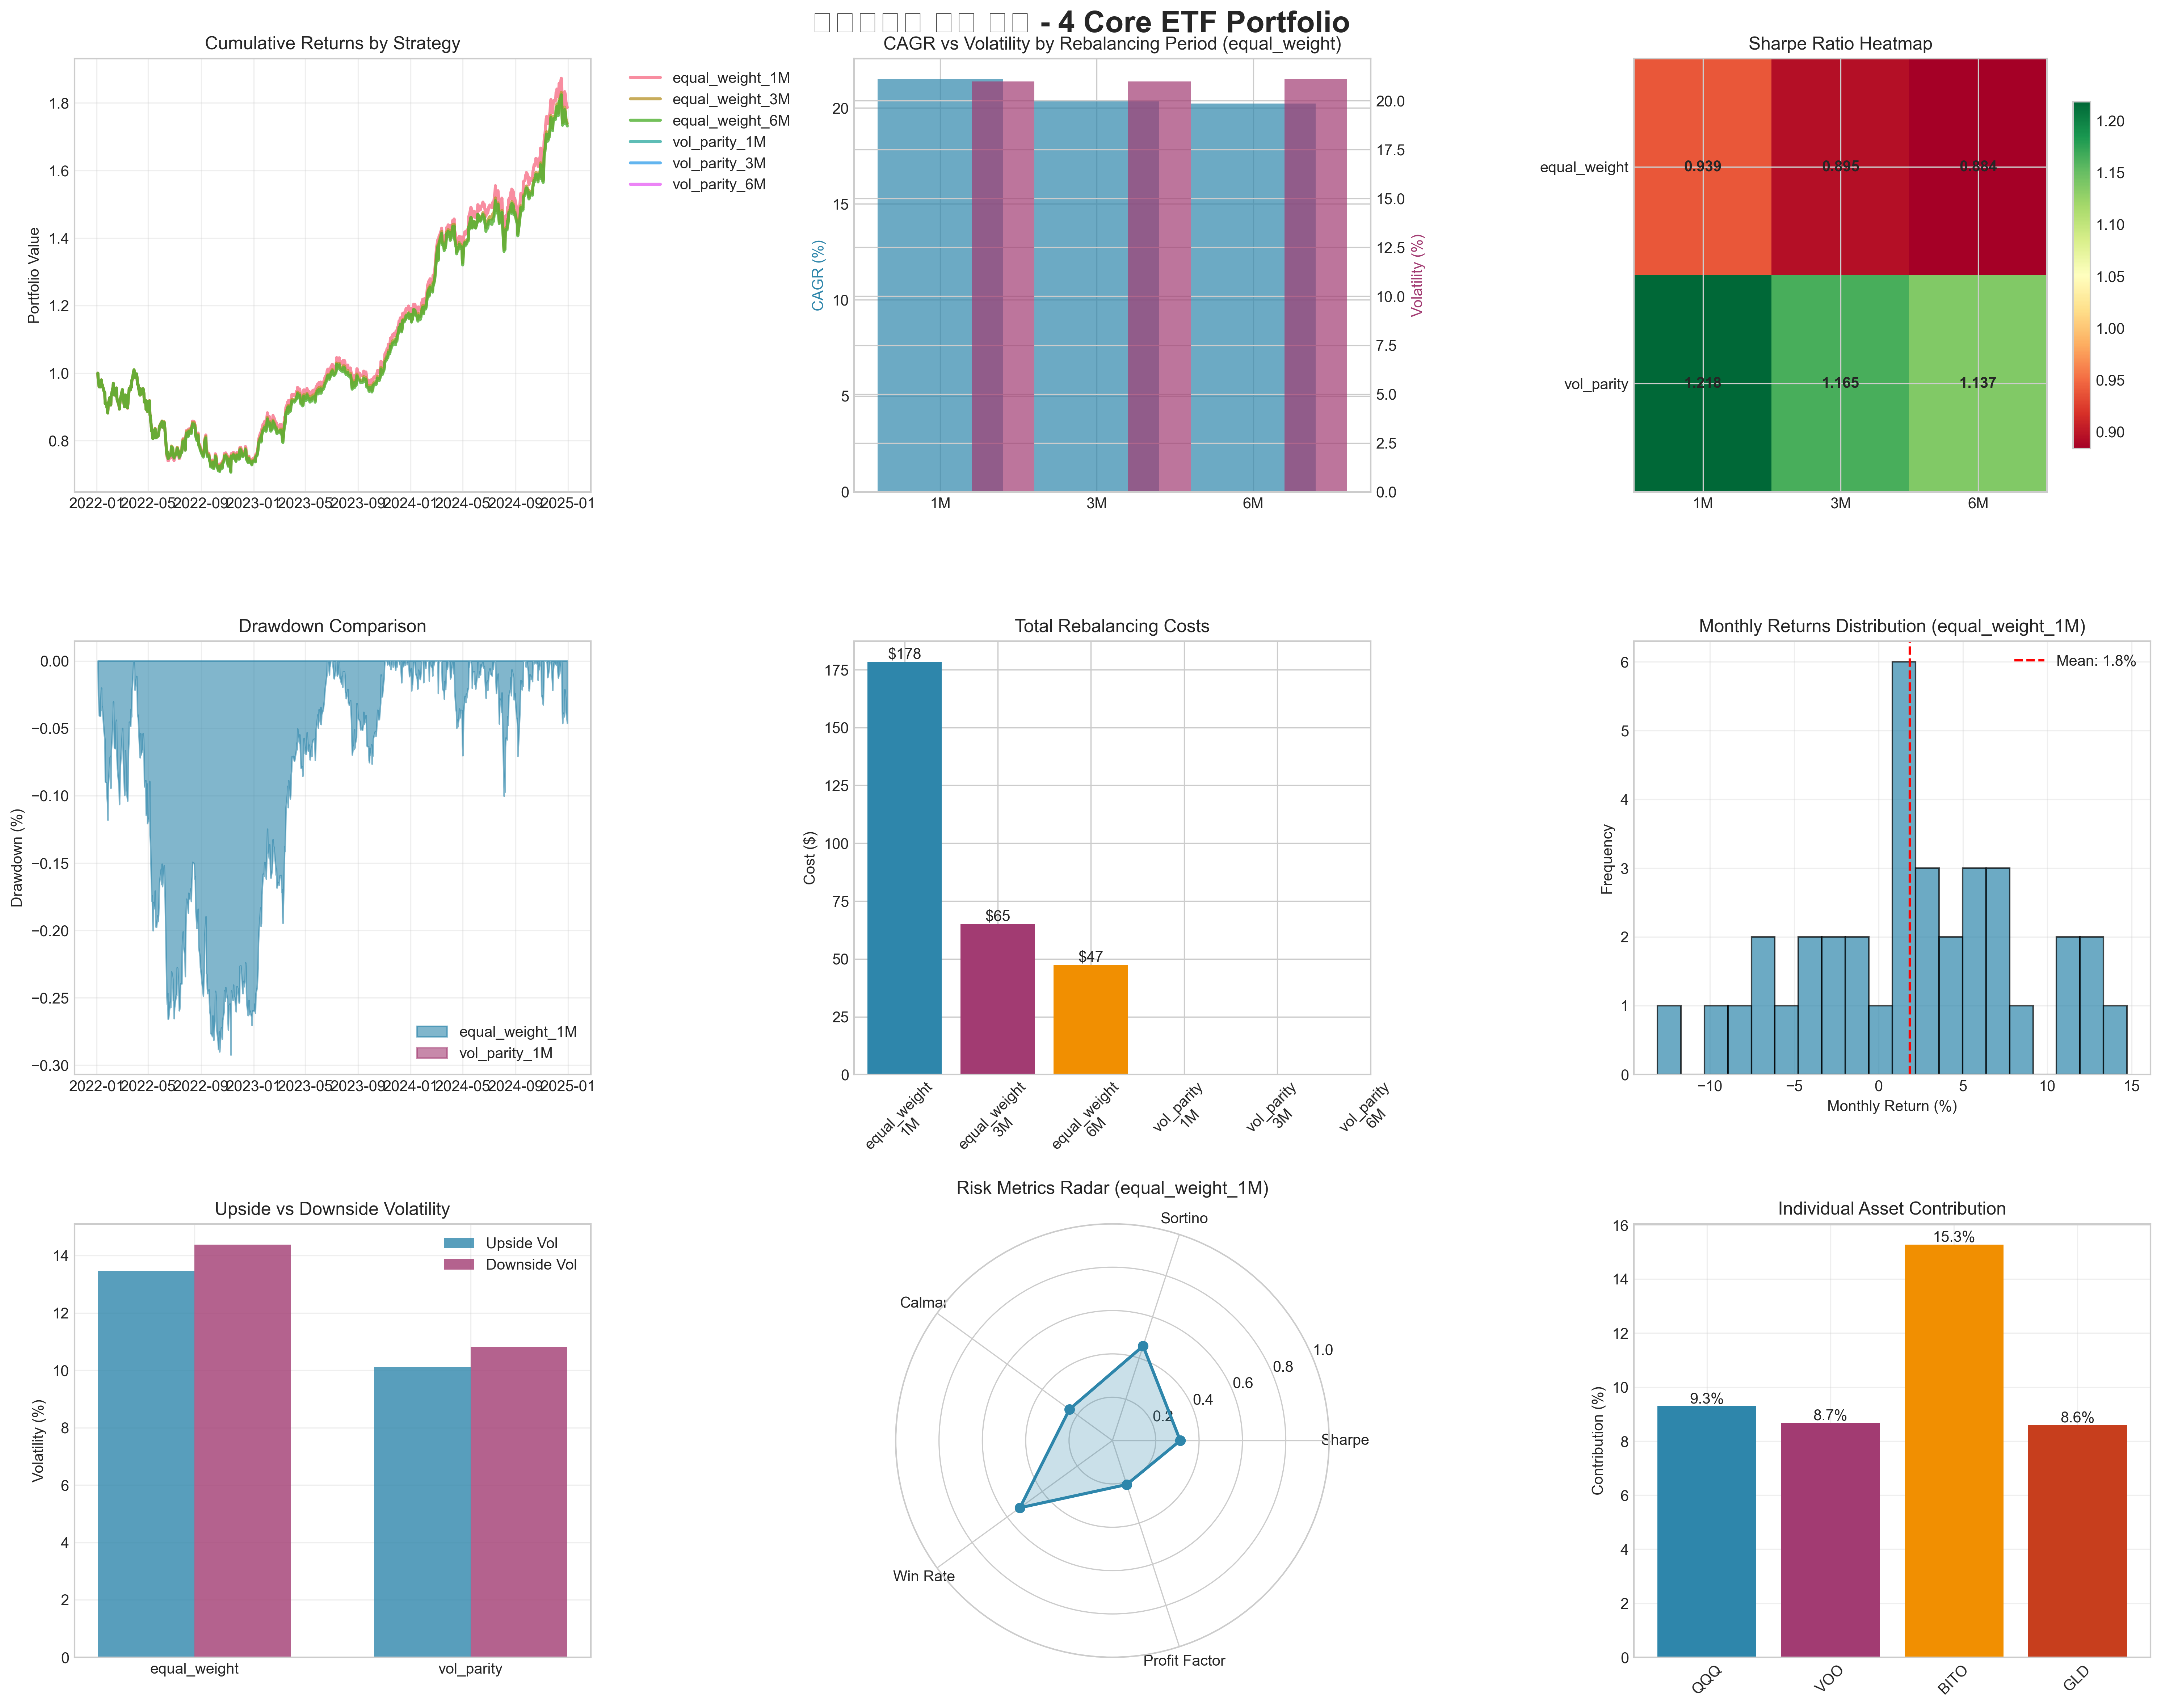 - 4 Core ETF Portfolio
Cumulative Returns by Strategy
Portfolio Value
1.8
1.6
1.4
1.2
1.0
0.8
2022-01 2022-05 2022-09 2023-01 2023-05 2023-09 2024-01 2024-05 2024-09 2025-01
equal_weight_1M
equal_weight_3M
equal_weight_6M
vol_parity_1M
vol_parity_3M
vol_parity_6M
CAGR vs Volatility by Rebalancing Period (equal_weight)
CAGR (%)
20
15
10
5
0
1M 3M 6M
20.0
17.5
15.0
12.5
10.0
7.5
5.0
2.5
0.0
Volatility (%)
Sharpe Ratio Heatmap
equal_weight 0.939 0.895 0.884
vol_parity 1.218 1.165 1.137
1M 3M 6M
1.20
1.15
1.10
1.05
1.00
0.95
0.90
Drawdown Comparison
Drawdown (%)
0.00
−0.05
−0.10
−0.15
−0.20
−0.25
−0.30
equal_weight_1M
vol_parity_1M
2022-01 2022-05 2022-09 2023-01 2023-05 2023-09 2024-01 2024-05 2024-09 2025-01
Total Rebalancing Costs
Cost ($)
175
150
125
100
75
50
25
0
$178
$65
$47
equal_weight
1M
equal_weight
3M
equal_weight
6M
vol_parity
1M
vol_parity
3M
vol_parity
6M
Monthly Returns Distribution (equal_weight_1M)
Mean: 1.8%
Frequency
6
5
4
3
2
1
0
−10 −5 0 5 10 15
Monthly Return (%)
Upside vs Downside Volatility
Volatility (%)
14
12
10
8
6
4
2
0
Upside Vol
Downside Vol
equal_weight vol_parity
Risk Metrics Radar (equal_weight_1M)
Sortino
Calmar
Sharpe
Win Rate
Profit Factor
0.2
0.4
0.6
0.8
1.0
Individual Asset Contribution
Contribution (%)
16
14
12
10
8
6
4
2
0
9.3%
8.7%
15.3%
8.6%
QQQ VOO BITO GLD